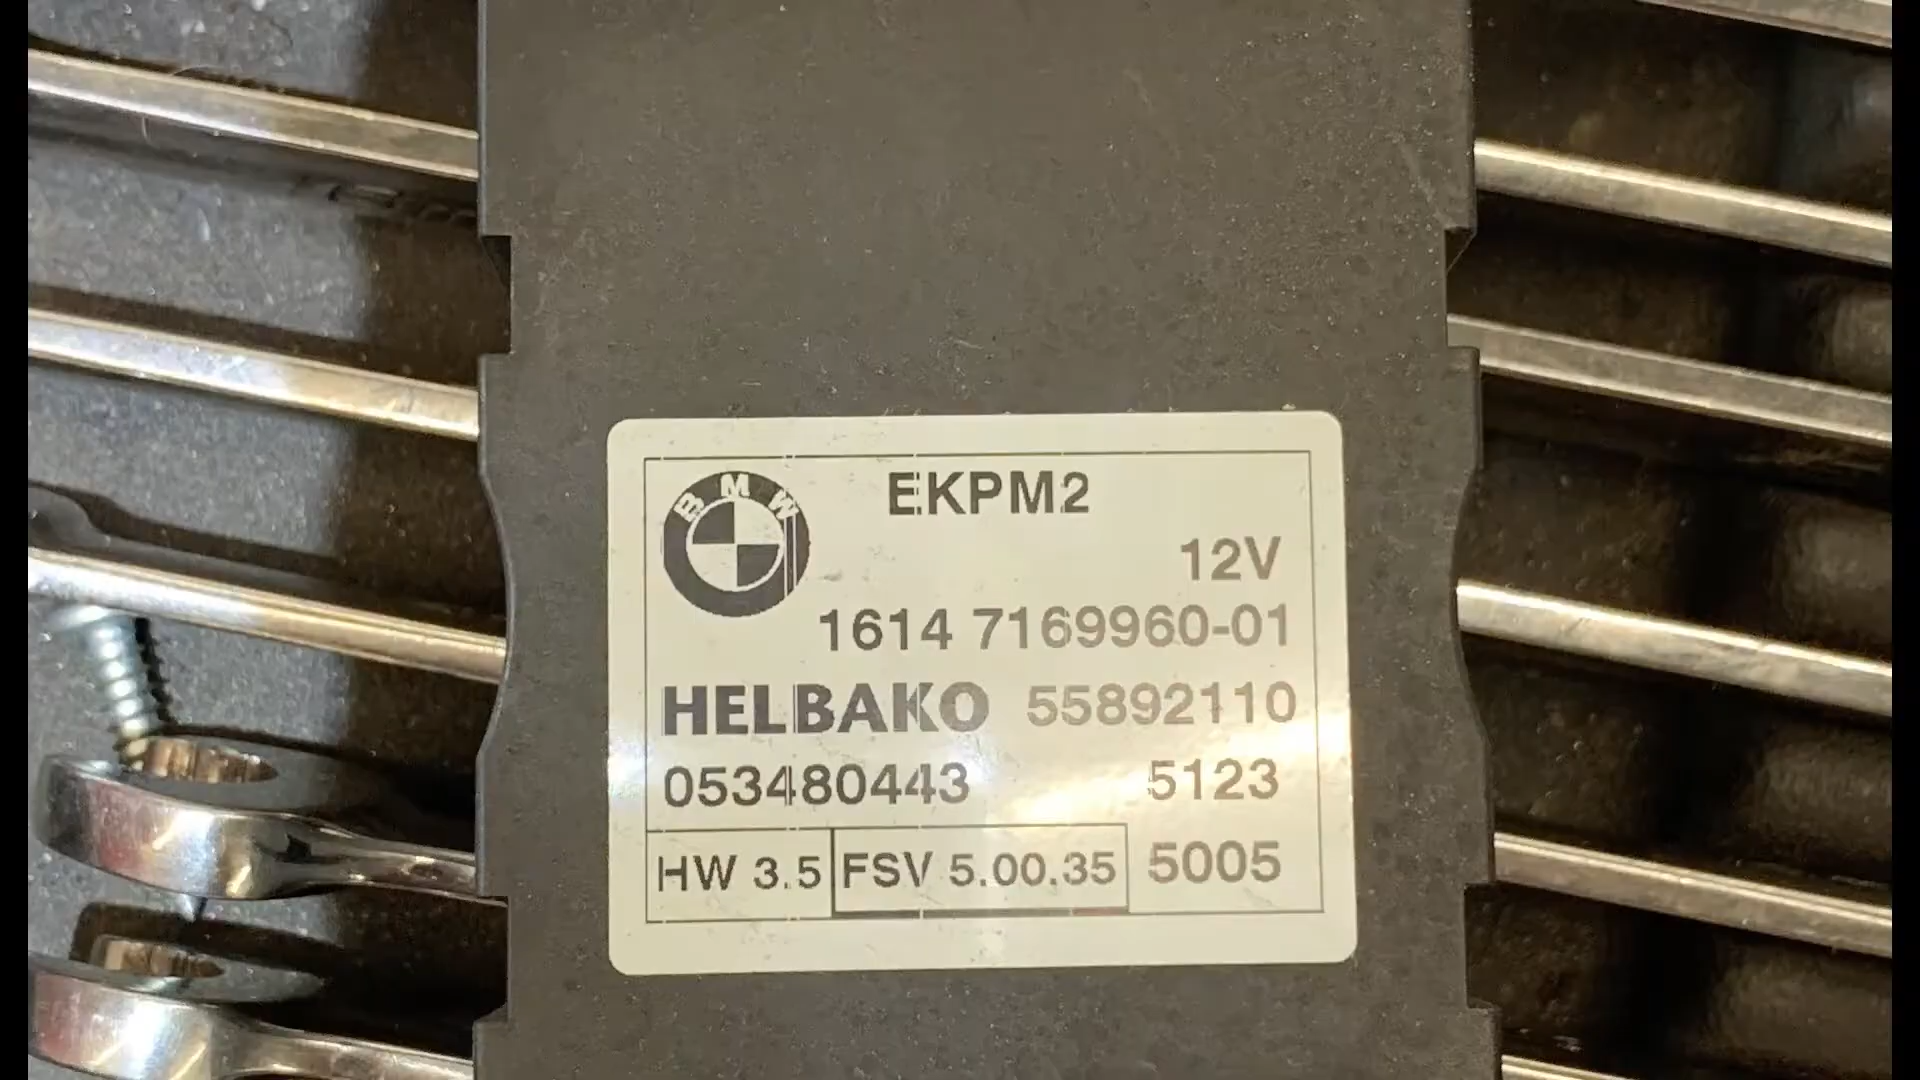 BMW
EKPM2
12V
1614 7169960-01
HELBAKO 55892110
053480443 5123
HW 3.5 FSV 5.00.35 5005